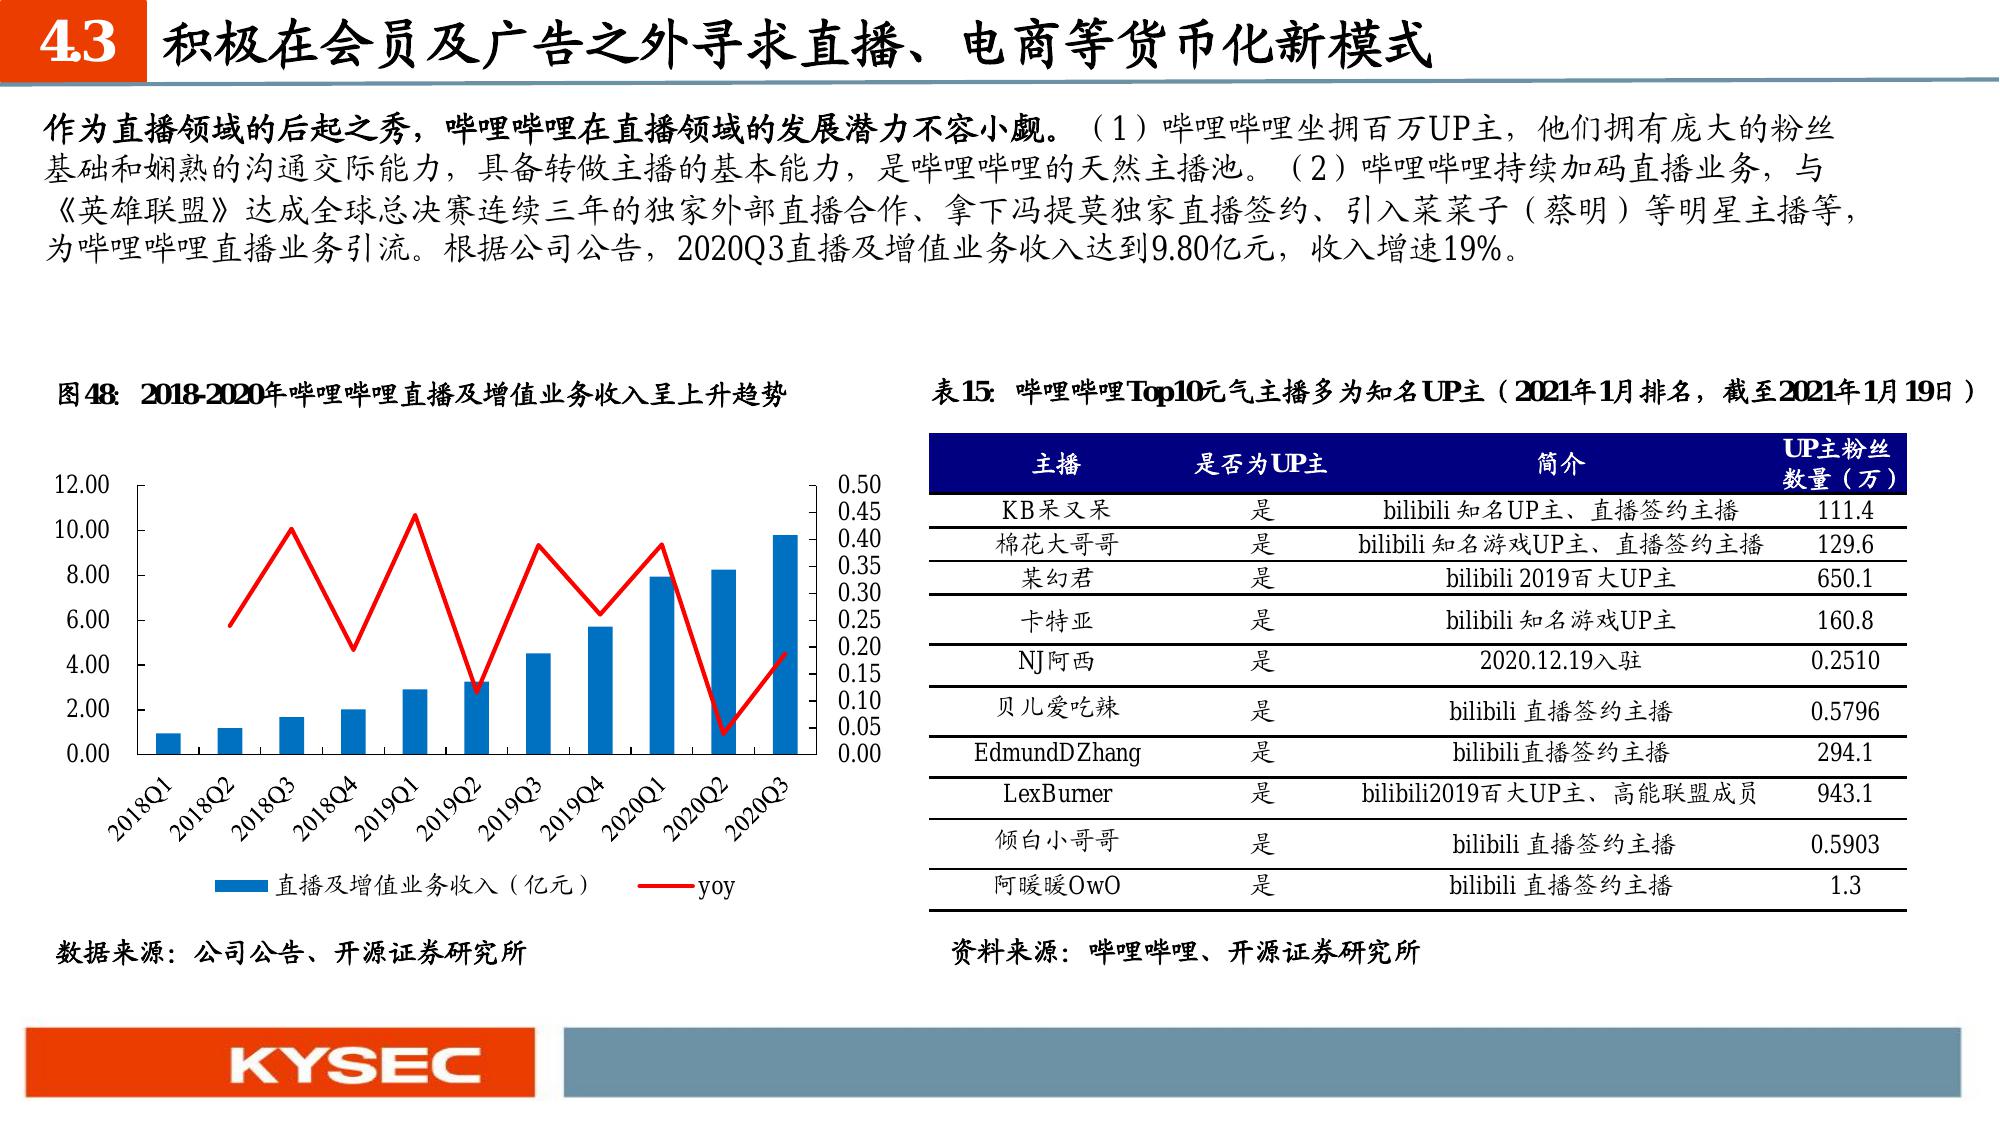 4.3 积极在会员及广告之外寻求直播、电商等货币化新模式
作为直播领域的后起之秀，哔哩哔哩在直播领域的发展潜力不容小觑。（1）哔哩哔哩坐拥百万UP主，他们拥有庞大的粉丝
基础和娴熟的沟通交际能力，具备转做主播的基本能力，是哔哩哔哩的天然主播池。（2）哔哩哔哩持续加码直播业务，与
《英雄联盟》达成全球总决赛连续三年的独家外部直播合作、拿下冯提莫独家直播签约、引入菜菜子（蔡明）等明星主播等，
为哔哩哔哩直播业务引流。根据公司公告，2020Q3直播及增值业务收入达到9.80亿元，收入增速19%。
图48：2018-2020年哔哩哔哩直播及增值业务收入呈上升趋势
12.00
10.00
8.00
6.00
4.00
2.00
0.00
0.50
0.45
0.40
0.35
0.30
0.25
0.20
0.15
0.10
0.05
0.00
2018Q1
2018Q2
2018Q3
2018Q4
2019Q1
2019Q2
2019Q3
2019Q4
2020Q1
2020Q2
2020Q3
直播及增值业务收入（亿元） yoy
数据来源：公司公告、开源证券研究所
表15：哔哩哔哩Top10元气主播多为知名UP主（2021年1月排名，截至2021年1月19日）
主播 是否为UP主 简介 UP主粉丝
数量（万）
KB呆又呆 是 bilibili 知名UP主、直播签约主播 111.4
棉花大哥哥 是 bilibili 知名游戏UP主、直播签约主播 129.6
某幻君 是 bilibili 2019百大UP主 650.1
卡特亚 是 bilibili 知名游戏UP主 160.8
NJ阿西 是 2020.12.19入驻 0.2510
贝儿爱吃辣 是 bilibili 直播签约主播 0.5796
EdmundDZhang 是 bilibili直播签约主播 294.1
LexBurner 是 bilibili2019百大UP主、高能联盟成员 943.1
倾白小哥哥 是 bilibili 直播签约主播 0.5903
阿暖暖OwO 是 bilibili 直播签约主播 1.3
资料来源：哔哩哔哩、开源证券研究所
KYSEC